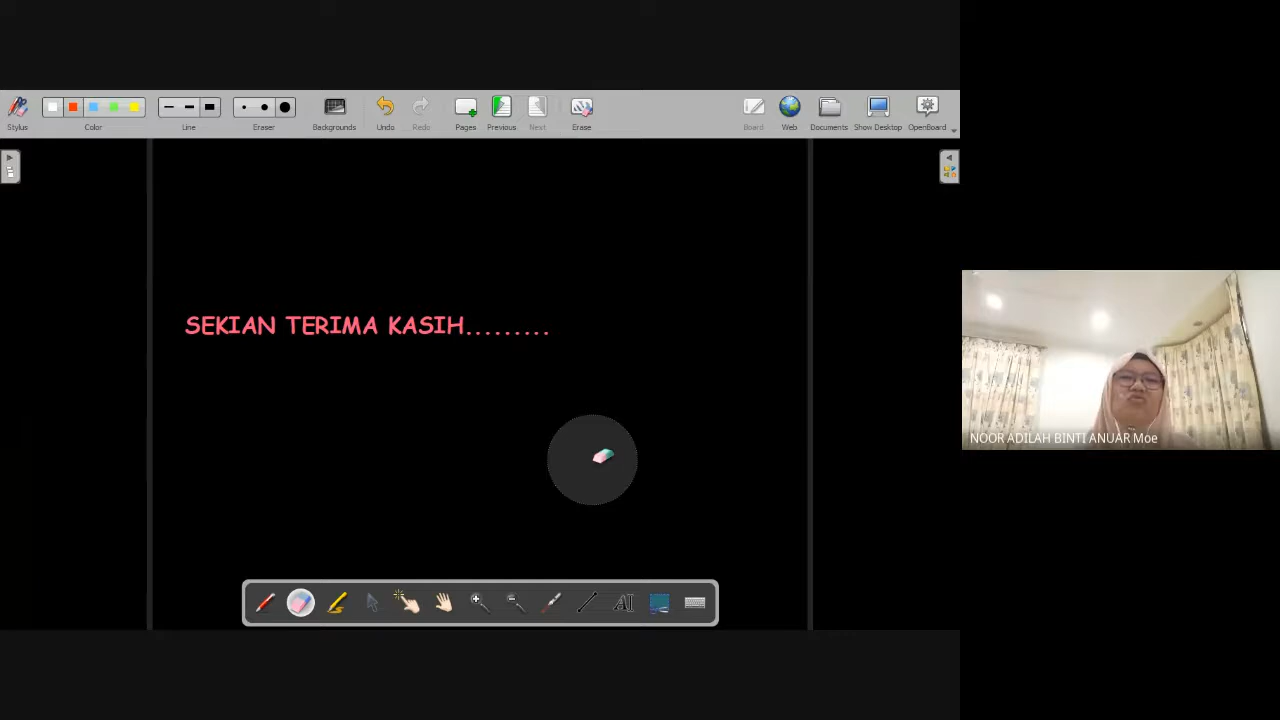 Stylus Color Line Eraser Backgrounds Undo Redo Pages Previous Next Erase Board Web Documents Show Desktop OpenBoard
SEKIAN TERIMA KASIH.........
NOOR ADILAH BINTI ANUAR Moe
AI